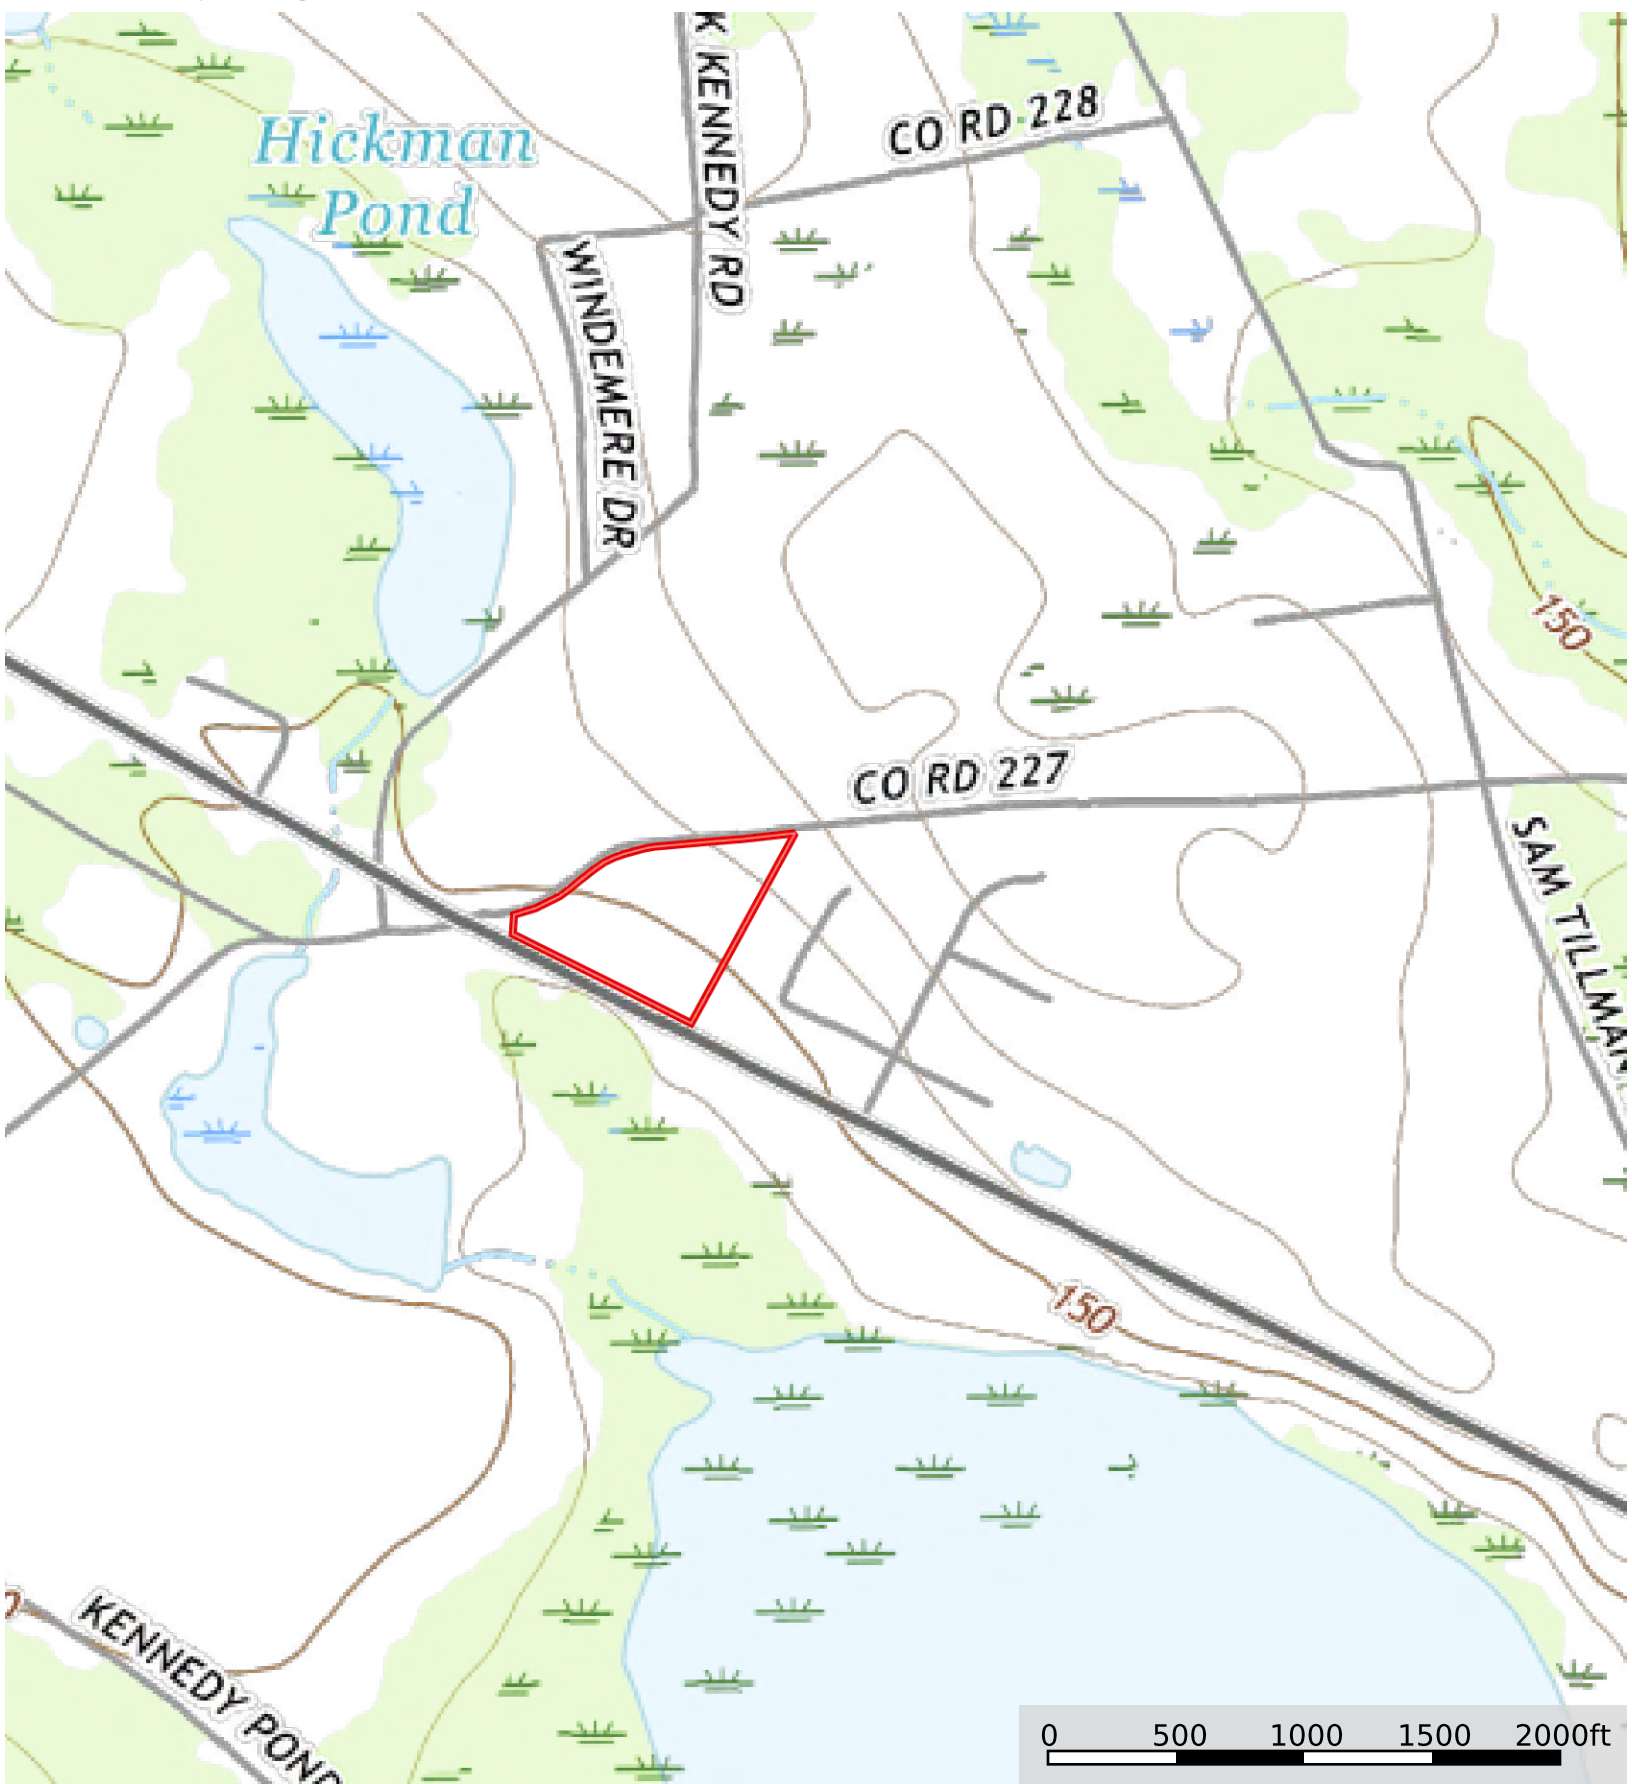 K KENNEDY RD
CO RD 228
Hickman
Pond
WINDEMERE DR
150
CO RD 227
SAM TILLMAN
150
KENNEDY POND
0 500 1000 1500 2000ft